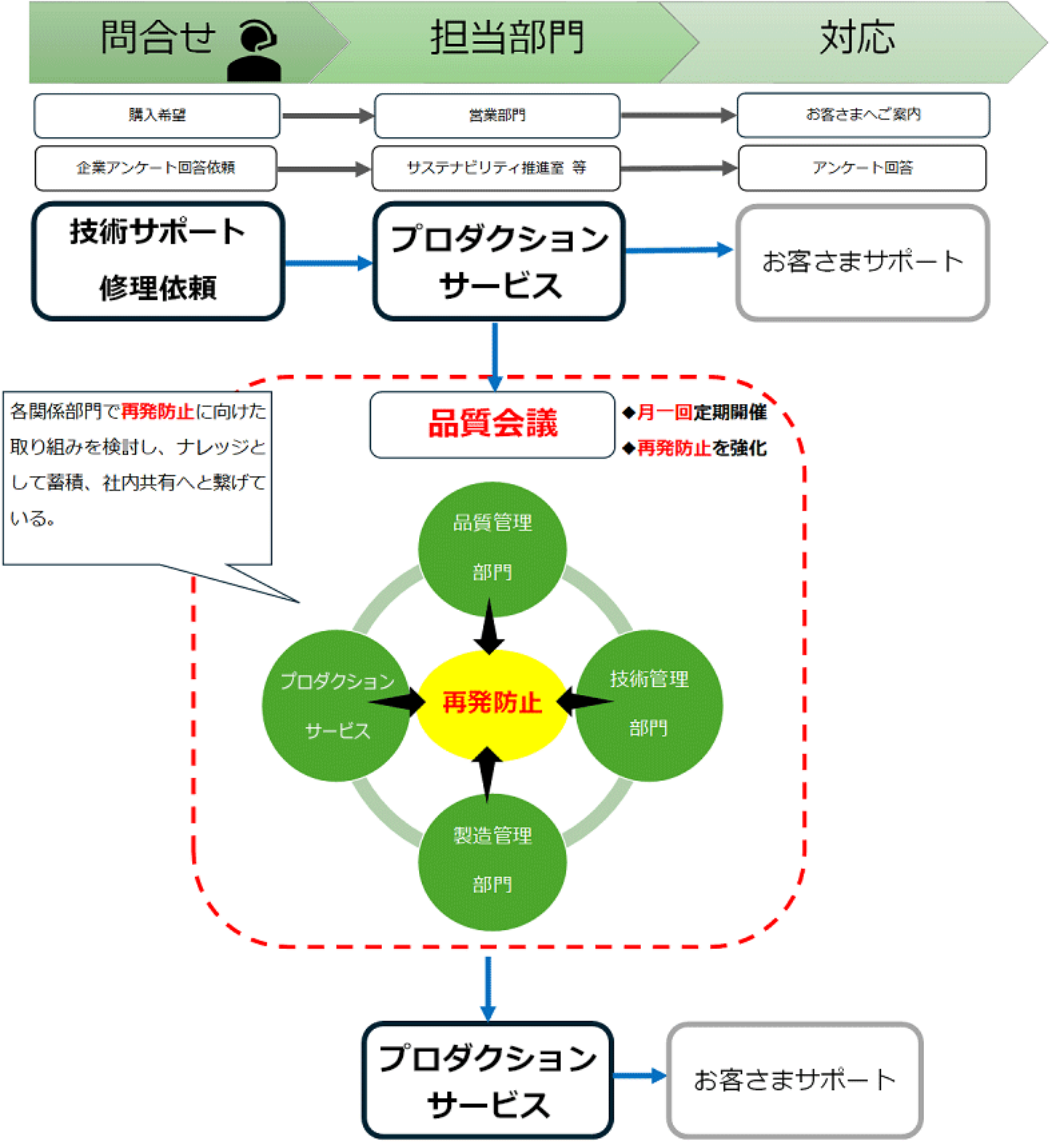 問合せ
担当部門
対応
購入希望
営業部門
お客さまへご案内
企業アンケート回答依頼
サステナビリティ推進室 等
アンケート回答
技術サポート
修理依頼
プロダクション
サービス
お客さまサポート
各関係部門で再発防止に向けた
取り組みを検討し、ナレッジと
して蓄積、社内共有へと繋げて
いる。
品質会議
◆月一回定期開催
◆再発防止を強化
品質管理
部門
プロダクション
サービス
再発防止
技術管理
部門
製造管理
部門
プロダクション
サービス
お客さまサポート